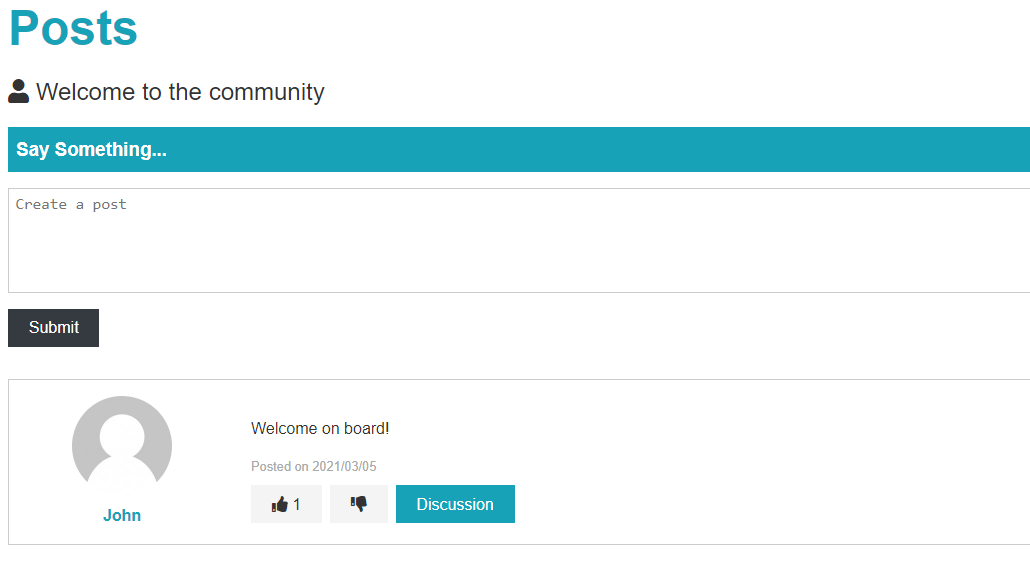 Posts
Welcome to the community
Say Something...
Create a post
Submit
Welcome on board!
Posted on 2021/03/05
1
Discussion
John